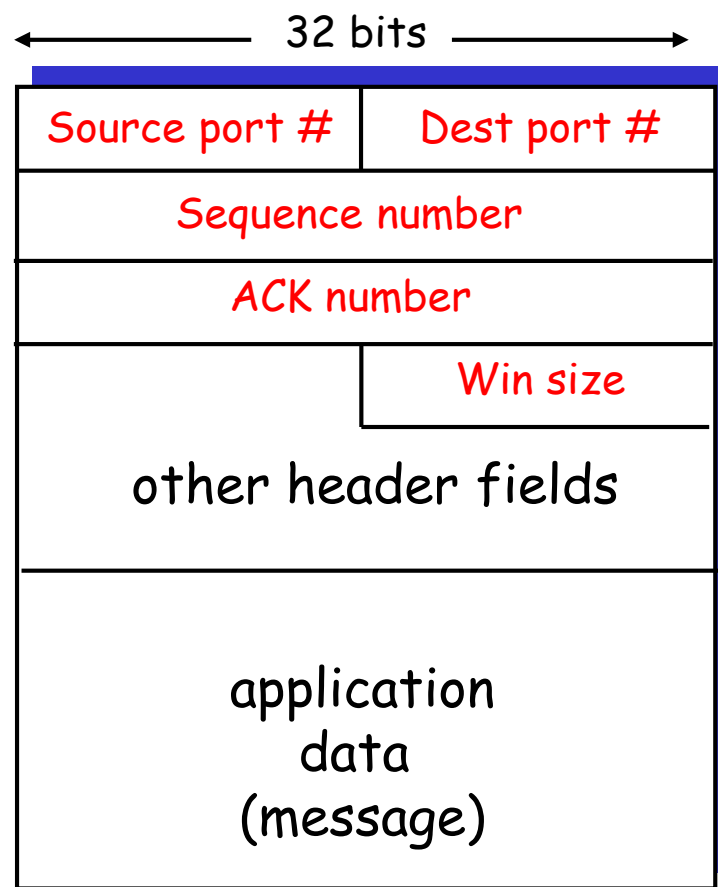 32 bits
Source port #
Dest port #
Sequence number
ACK number
Win size
other header fields
application
data
(message)